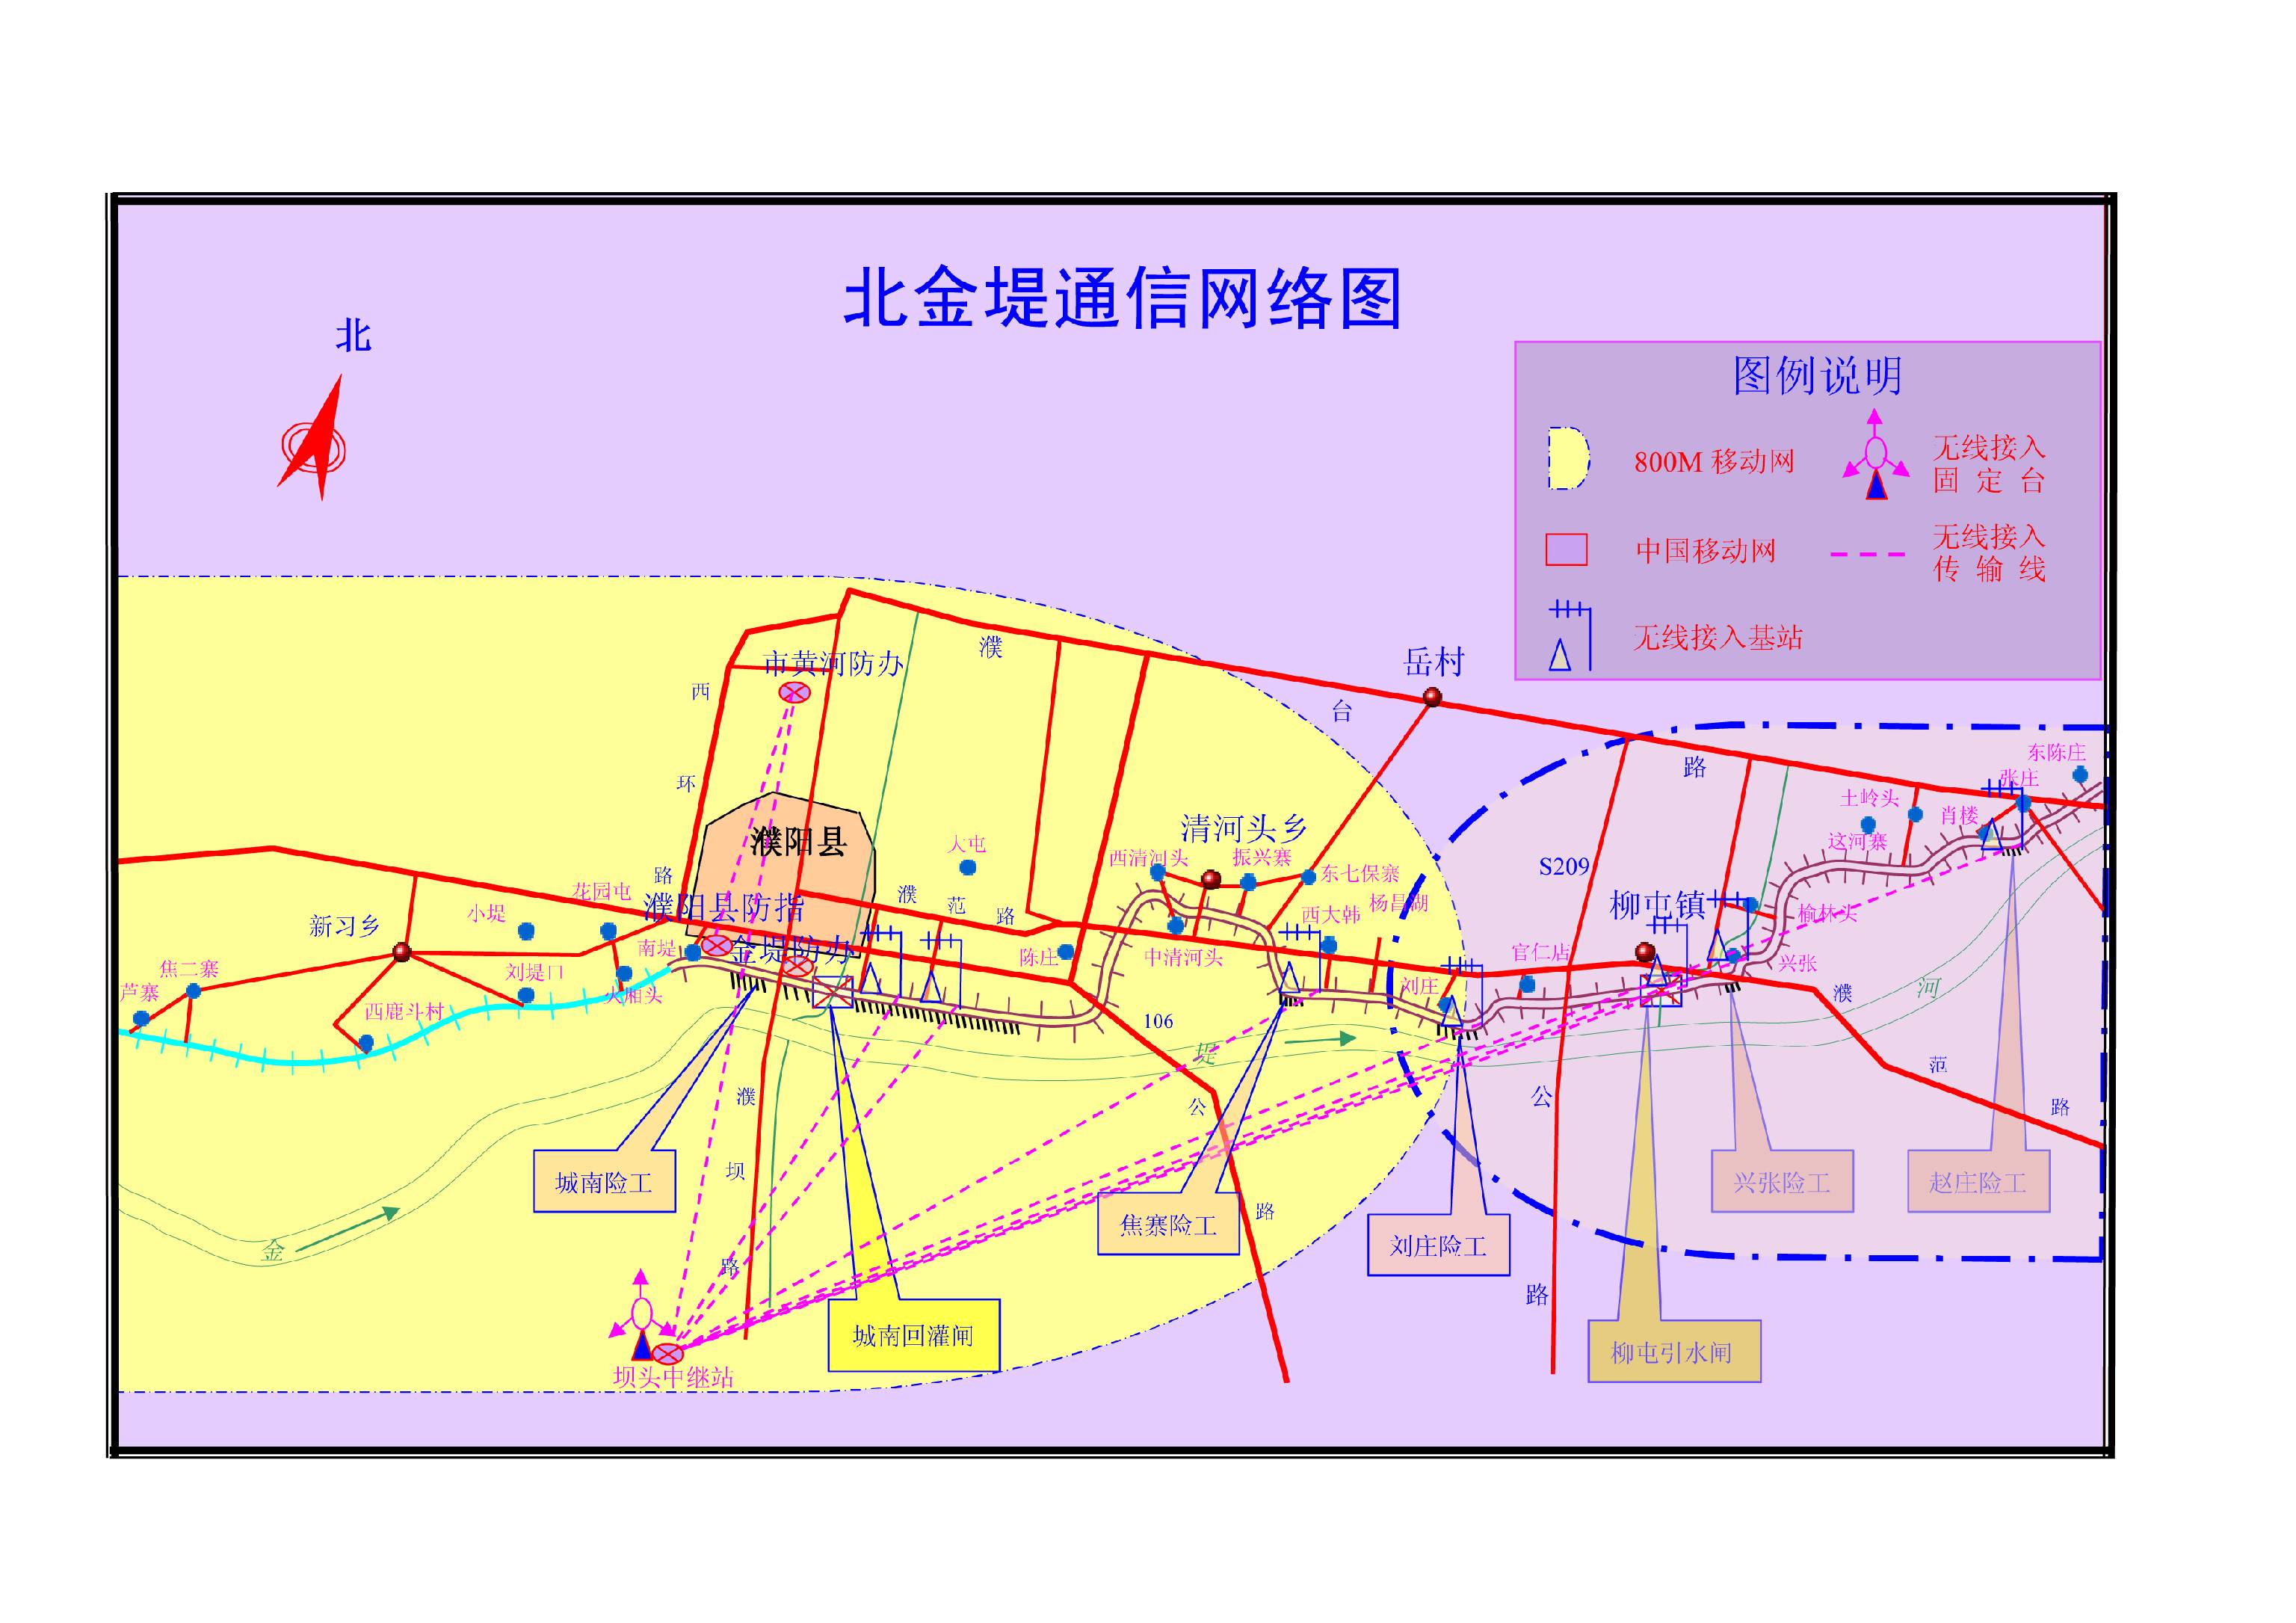 北金堤通信网络图
北
图例说明
800M 移动网
无线接入
固 定 台
中国移动网
无线接入
传 输 线
无线接入基站
市黄河防办
濮
西
岳村
台
路
东陈庄
张庄
环
土岭头
肖楼
这河寨
濮阳县
大屯
清河头乡
西清河头
振兴寨
东七保寨
S209
路
花园屯
濮阳县防指
濮
范
路
西大韩
杨昌湖
柳屯镇
榆林头
小堤
新习乡
南堤
金堤防办
陈庄
中清河头
官仁店
兴张
焦二寨
刘堤口
大厢头
刘庄
芦寨
西鹿斗村
106
濮
河
堤
范
濮
公
公
路
坝
城南险工
焦寨险工
路
刘庄险工
兴张险工
赵庄险工
金
路
路
城南回灌闸
柳屯引水闸
坝头中继站